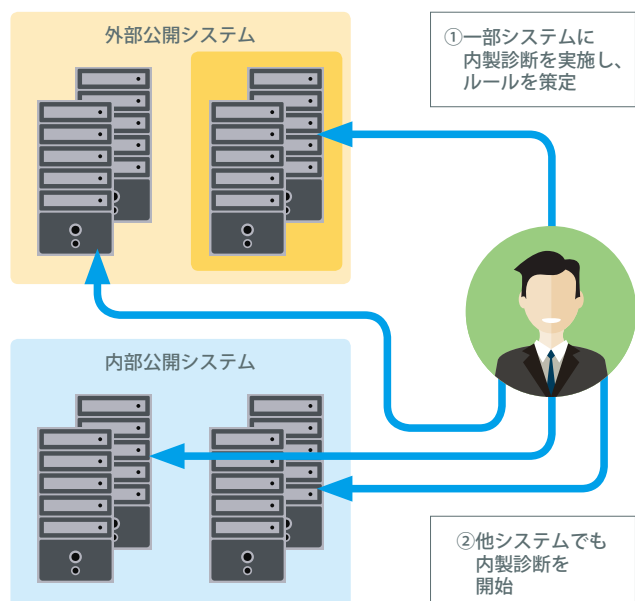 外部公開システム
①一部システムに
内製診断を実施し、
ルールを策定
内部公開システム
②他システムでも
内製診断を
開始